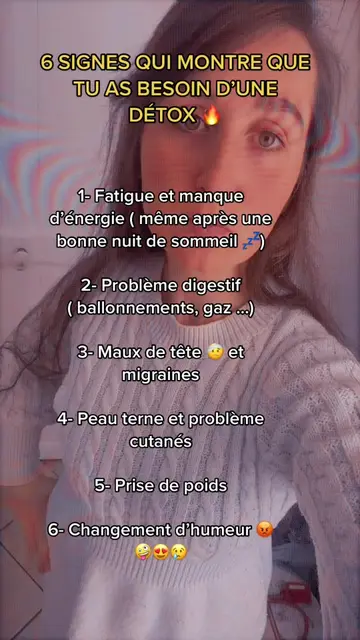 6 SIGNES QUI MONTRE QUE
TU AS BESOIN D’UNE
DÉTOX 🔥
1- Fatigue et manque
d’énergie ( même après une
bonne nuit de sommeil 💤)
2- Problème digestif
( ballonnements, gaz ...)
3- Maux de tête 🤕 et
migraines
4- Peau terne et problème
cutanés
5- Prise de poids
6- Changement d’humeur 😡
🤪😍😢